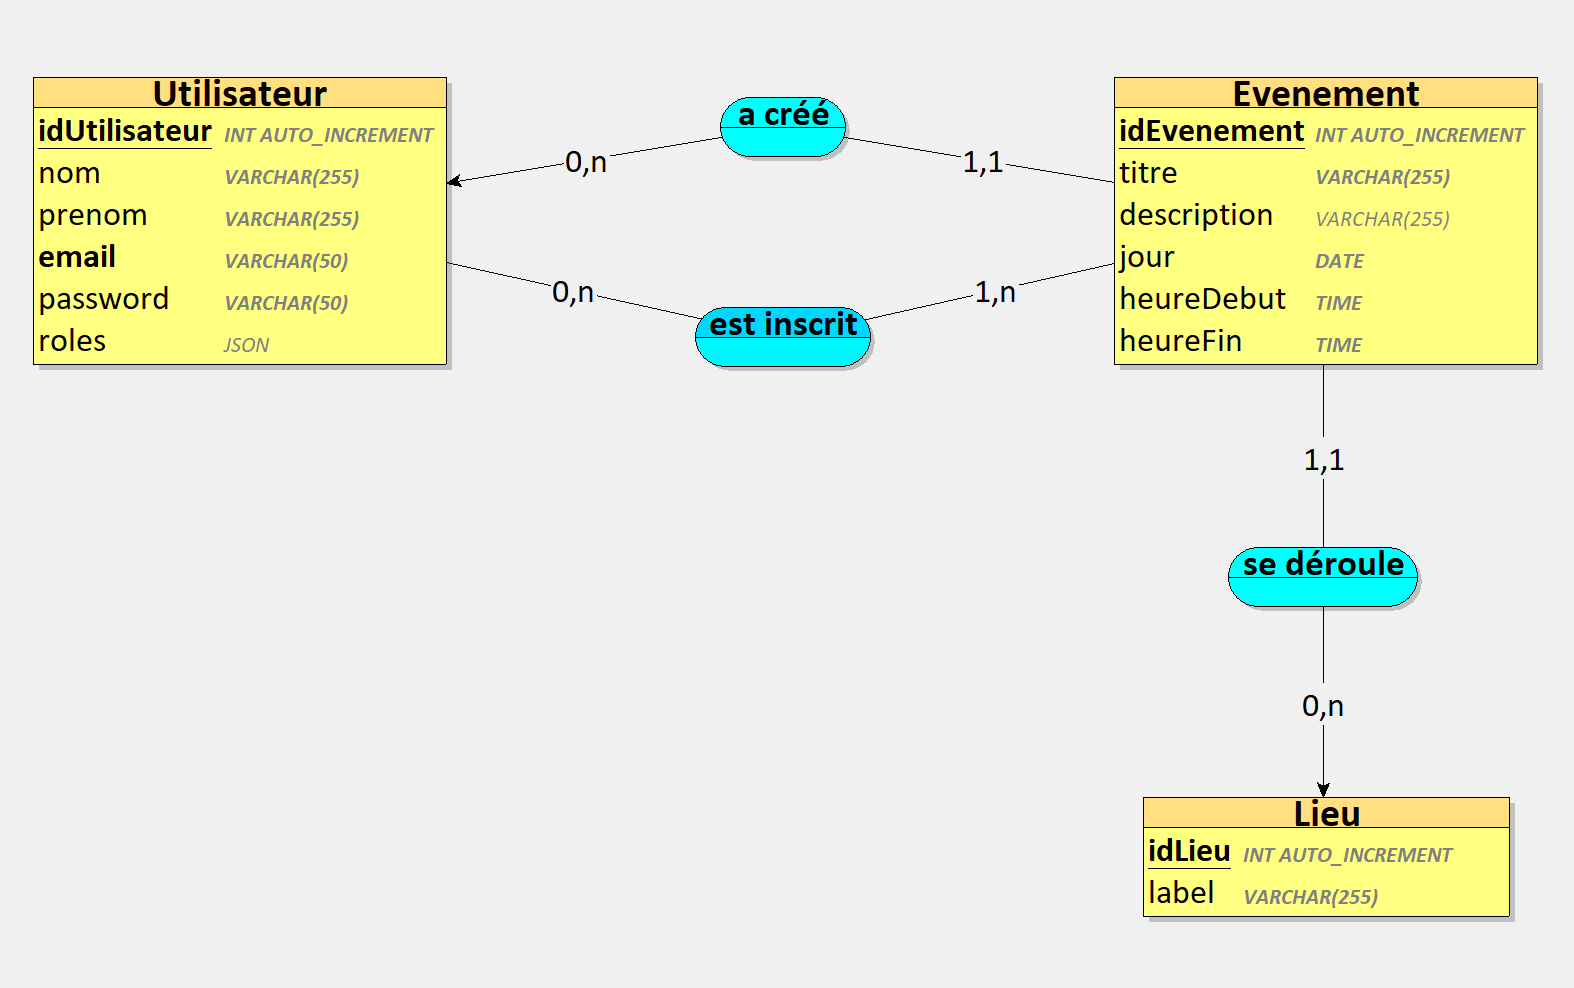 Utilisateur
idUtilisateur INT AUTO_INCREMENT
nom VARCHAR(255)
prenom VARCHAR(255)
email VARCHAR(50)
password VARCHAR(50)
roles JSON
a créé
0,n
1,1
est inscrit
0,n
1,n
Evenement
idEvenement INT AUTO_INCREMENT
titre VARCHAR(255)
description VARCHAR(255)
jour DATE
heureDebut TIME
heureFin TIME
1,1
se déroule
0,n
Lieu
idLieu INT AUTO_INCREMENT
label VARCHAR(255)